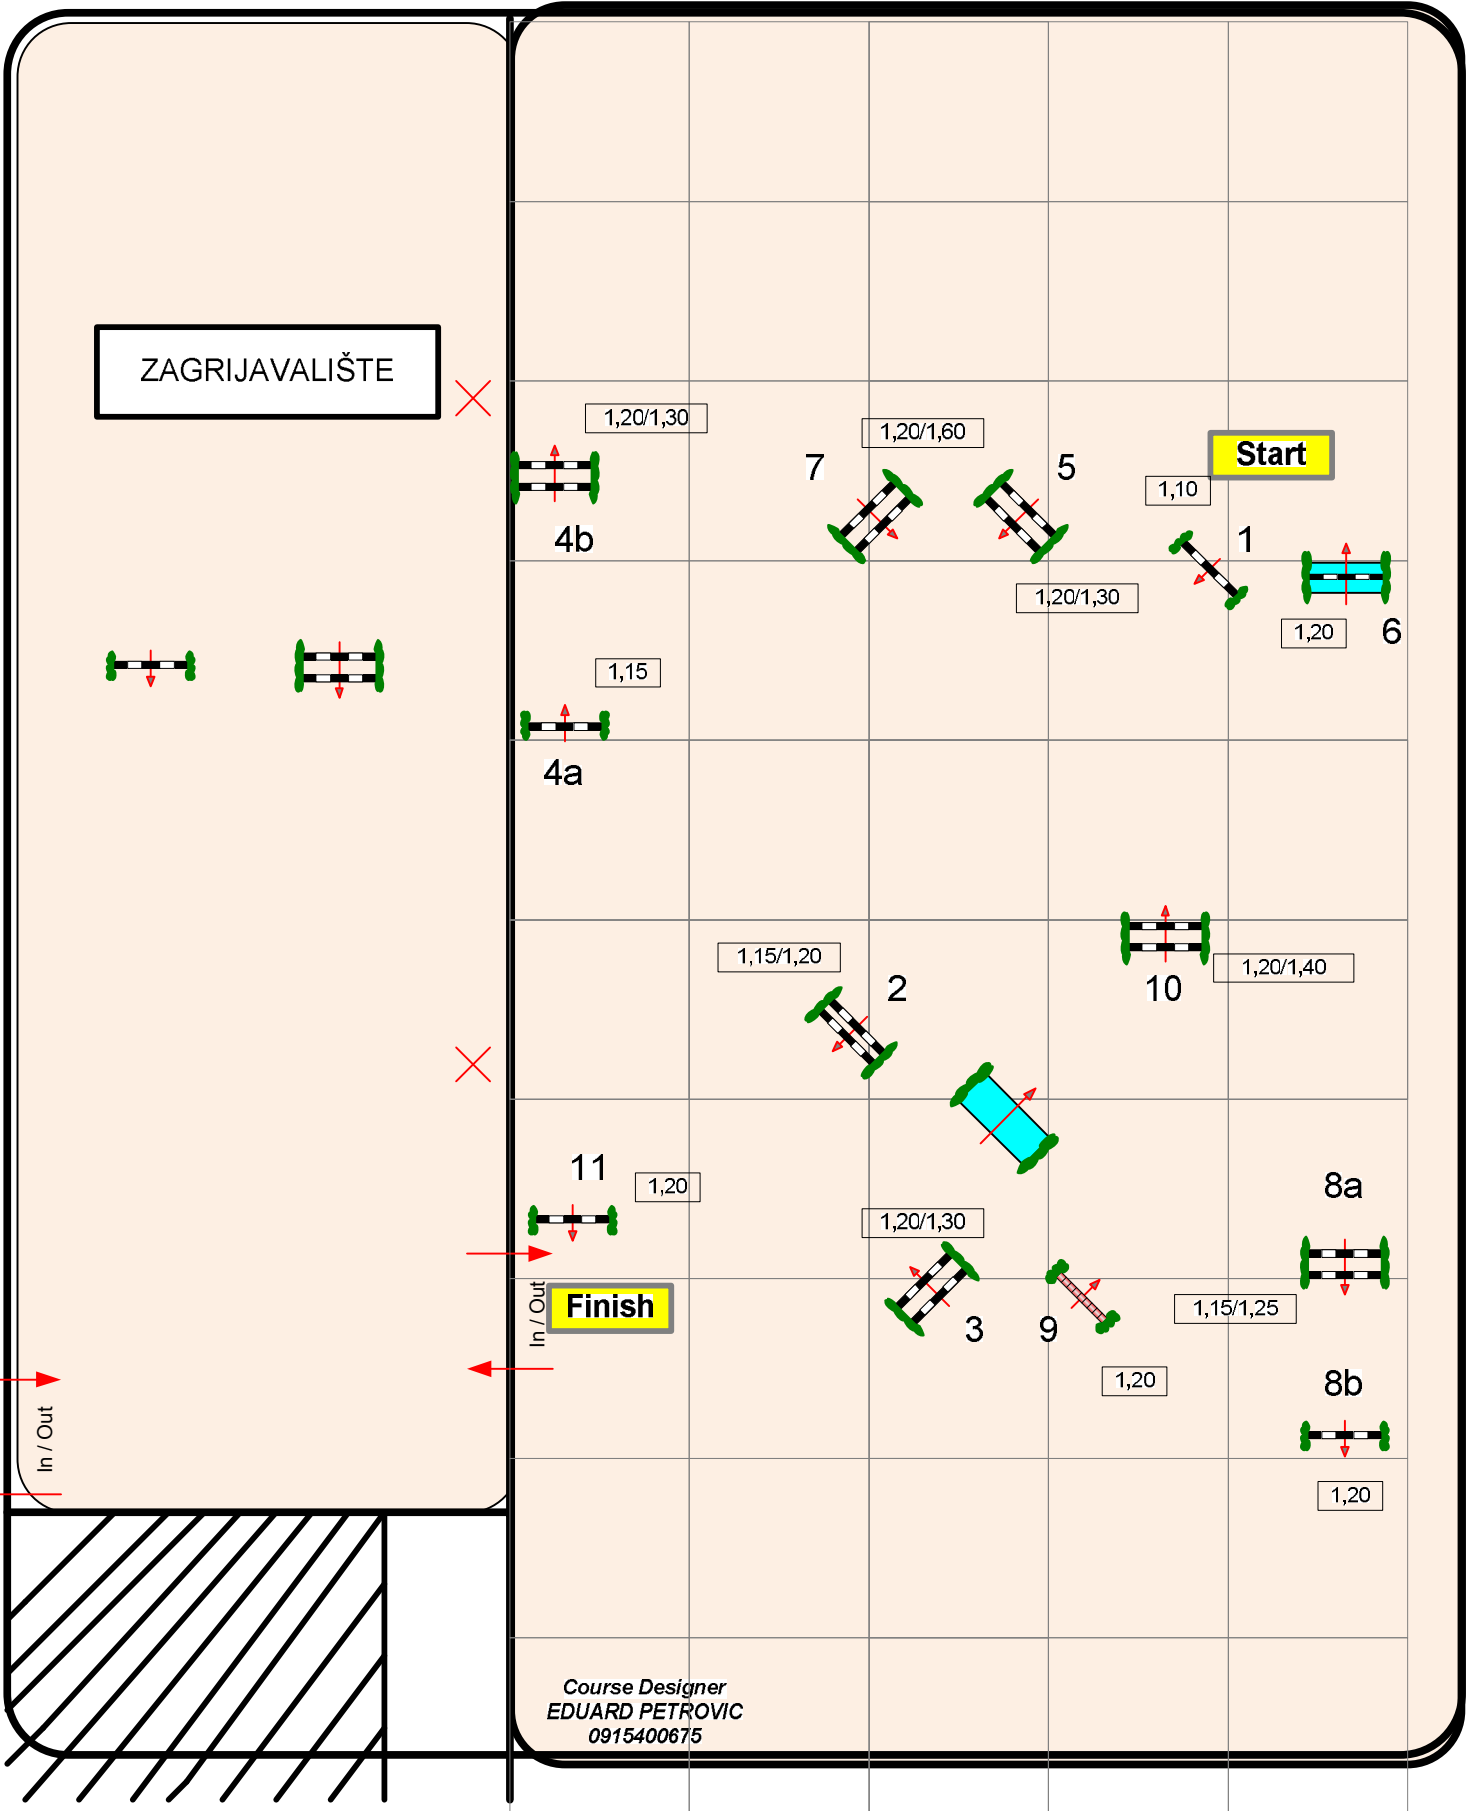 ZAGRIJAVALIŠTE
1,20/1,30
1,20/1,60
7
5
Start
1,10
4b
1
1,20/1,30
1,20
6
1,15
4a
1,15/1,20
2
10
1,20/1,40
11
1,20
8a
1,20/1,30
In / Out
Finish
3
9
1,15/1,25
1,20
8b
In / Out
1,20
Course Designer
EDUARD PETROVIC
0915400675